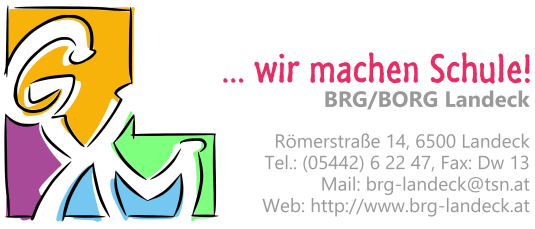 GYM
... wir machen Schule!
BRG/BORG Landeck
Römerstraße 14, 6500 Landeck
Tel.: (05442) 6 22 47, Fax: Dw 13
Mail: brg-landeck@tsn.at
Web: http://www.brg-landeck.at